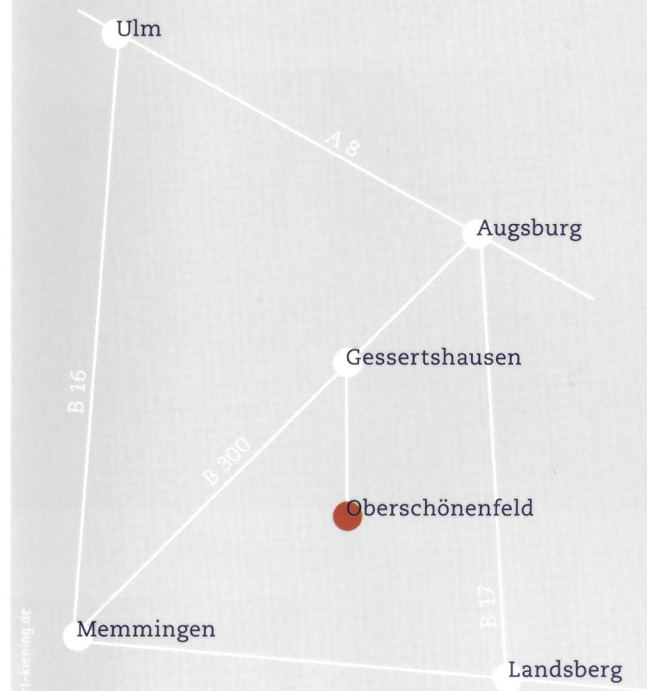 Ulm
A 8
Augsburg
Gessertshausen
B 16
B 300
Oberschönenfeld
B 17
Memmingen
Landsberg